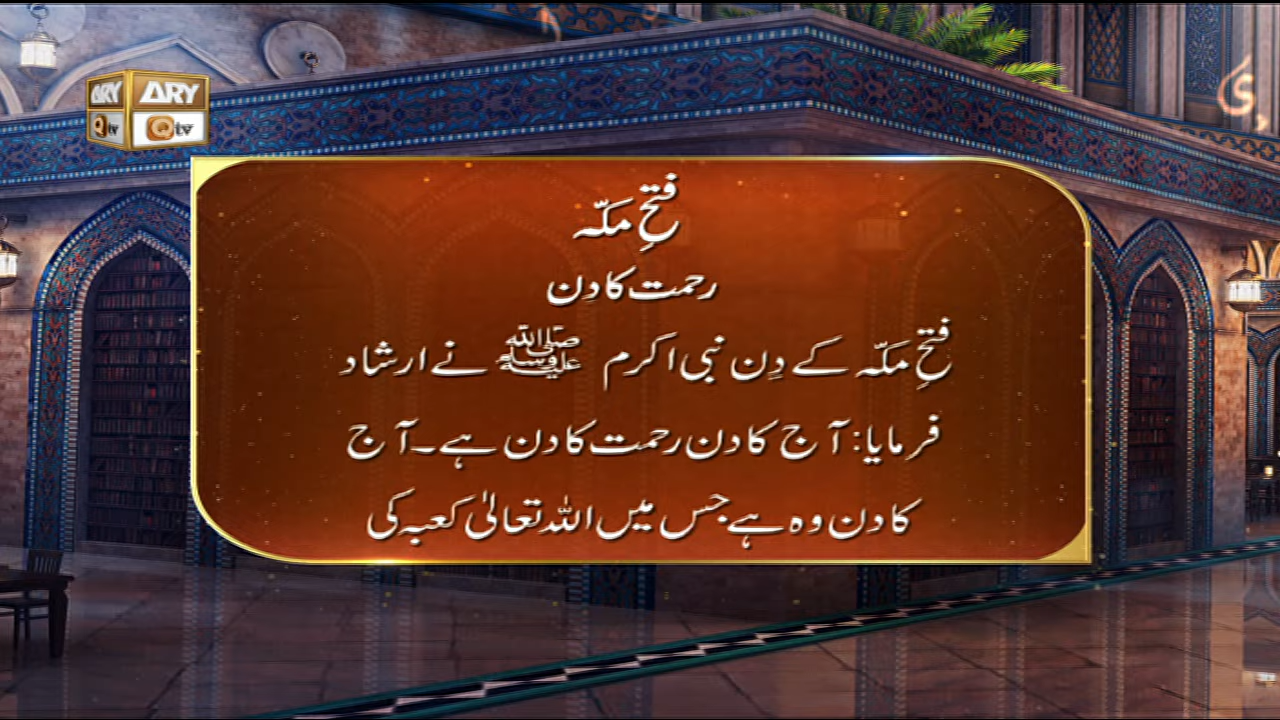 ARY
ARY
Qtv
Qtv
فتحِ مکّہ
رحمت کا دن
فتحِ مکّہ کے دِن نبی اکرم ﷺ نے ارشاد
فرمایا: آج کا دن رحمت کا دن ہے۔ آج
کا دن وہ ہے جس میں اللہ تعالیٰ کعبہ کی